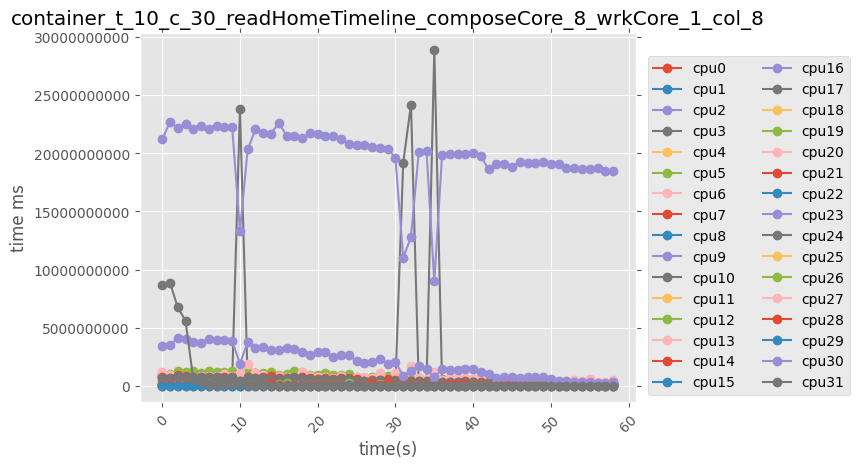 container_t_10_c_30_readHomeTimeline_composeCore_8_wrkCore_1_col_8
time ms
30000000000
25000000000
20000000000
15000000000
10000000000
5000000000
0
0 10 20 30 40 50 60
time(s)
cpu0 cpu16
cpu1 cpu17
cpu2 cpu18
cpu3 cpu19
cpu4 cpu20
cpu5 cpu21
cpu6 cpu22
cpu7 cpu23
cpu8 cpu24
cpu9 cpu25
cpu10 cpu26
cpu11 cpu27
cpu12 cpu28
cpu13 cpu29
cpu14 cpu30
cpu15 cpu31